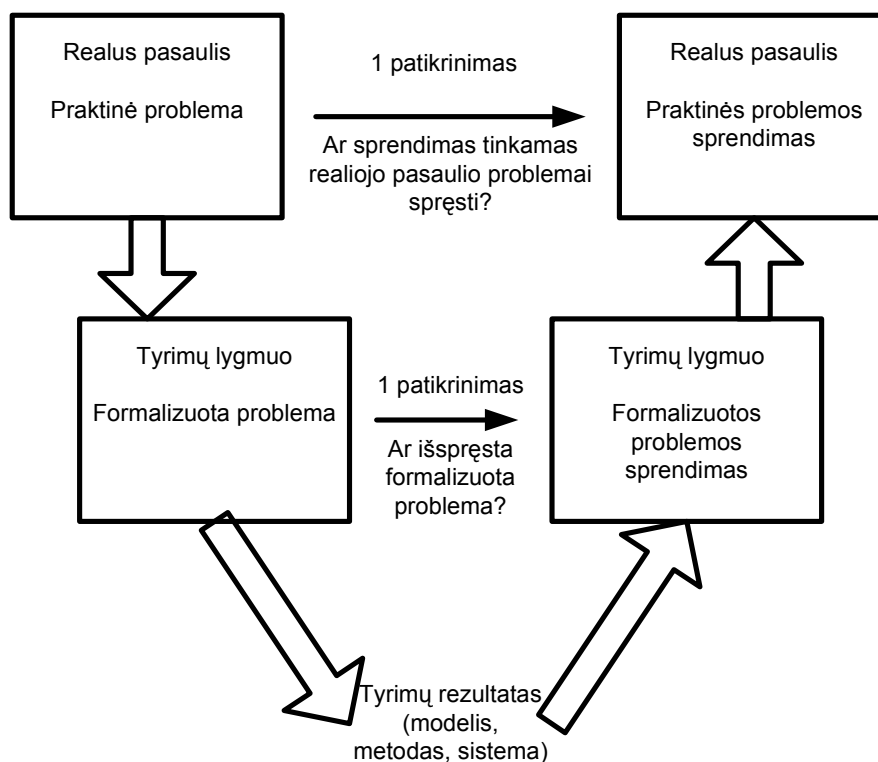 Realus pasaulis
Praktinė problema
1 patikrinimas
Ar sprendimas tinkamas
realiojo pasaulio problemai
spręsti?
Realus pasaulis
Praktinės problemos
sprendimas
Tyrimų lygmuo
Formalizuota problema
1 patikrinimas
Ar išspręsta
formalizuota
problema?
Tyrimų lygmuo
Formalizuotos
problemos
sprendimas
Tyrimų rezultatas
(modelis,
metodas, sistema)